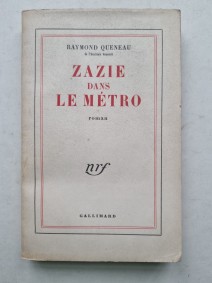 RAYMOND QUENEAU
de l'Académie Goncourt
ZAZIE
DANS
LE MÉTRO
roman
nrf
GALLIMARD